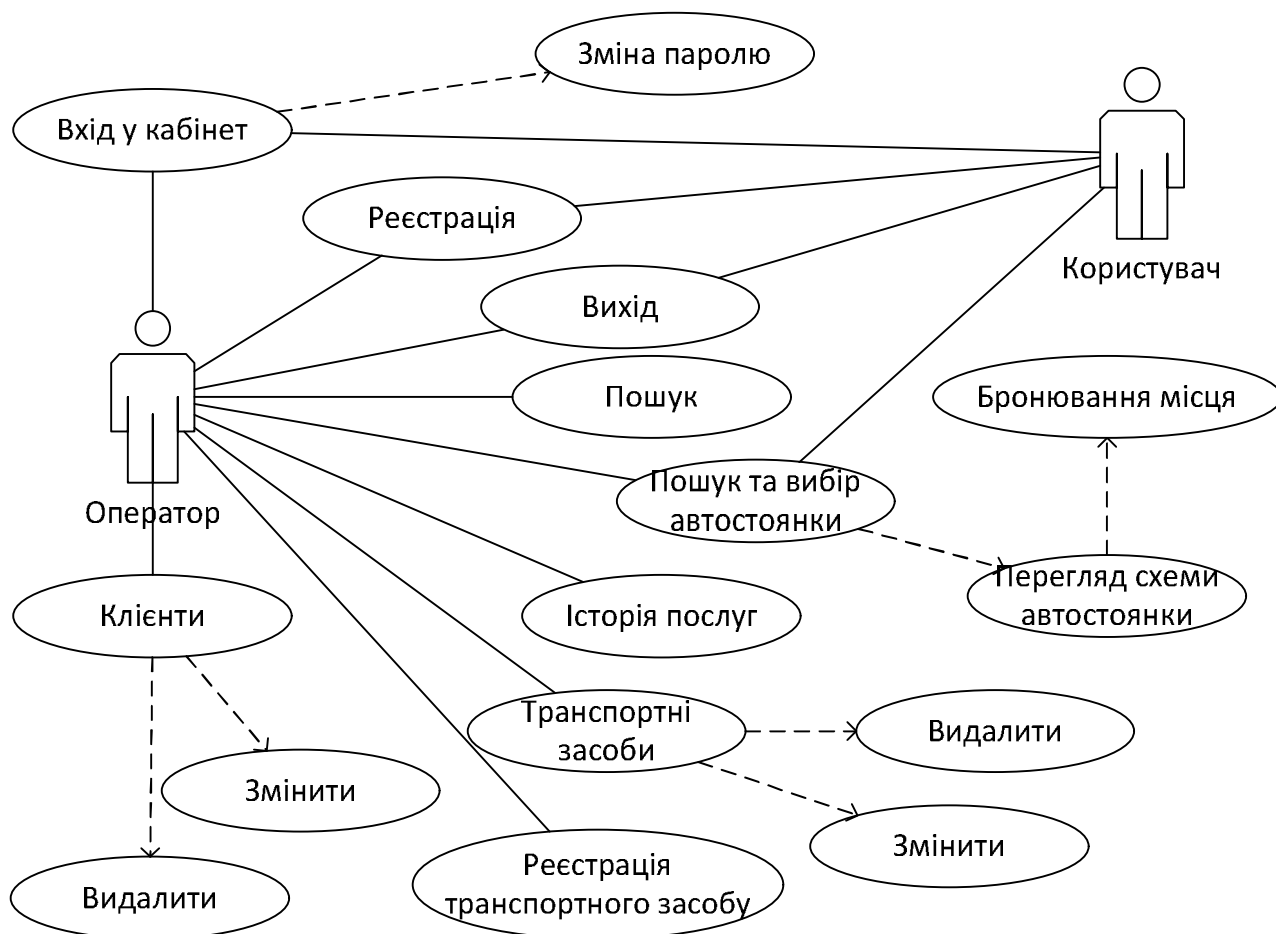 Зміна паролю
Вхід у кабінет
Реєстрація
Користувач
Вихід
Пошук
Бронювання місця
Пошук та вибір
автостоянки
Оператор
Перегляд схеми
автостоянки
Клієнти
Історія послуг
Транспортні
засоби
Видалити
Змінити
Змінити
Реєстрація
транспортного засобу
Видалити